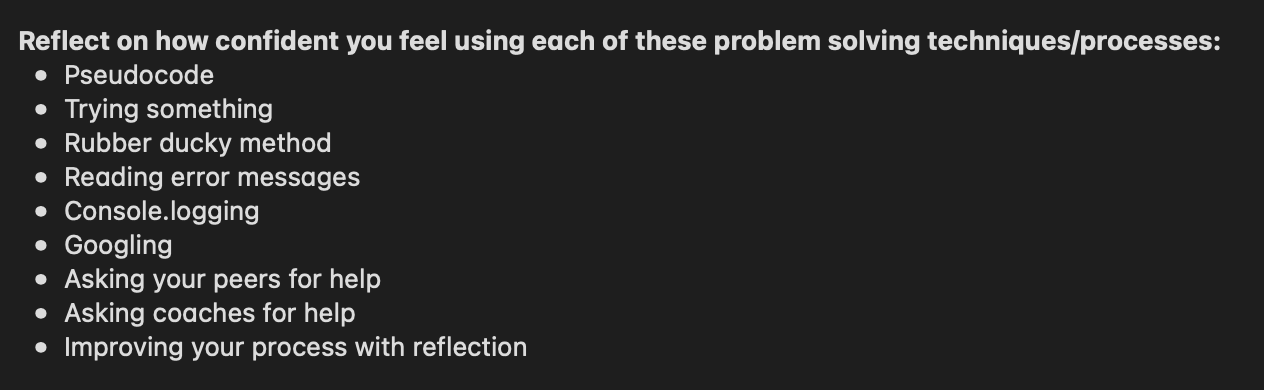 Reflect on how confident you feel using each of these problem solving techniques/processes:
• Pseudocode
• Trying something
• Rubber ducky method
• Reading error messages
• Console.logging
• Googling
• Asking your peers for help
• Asking coaches for help
• Improving your process with reflection